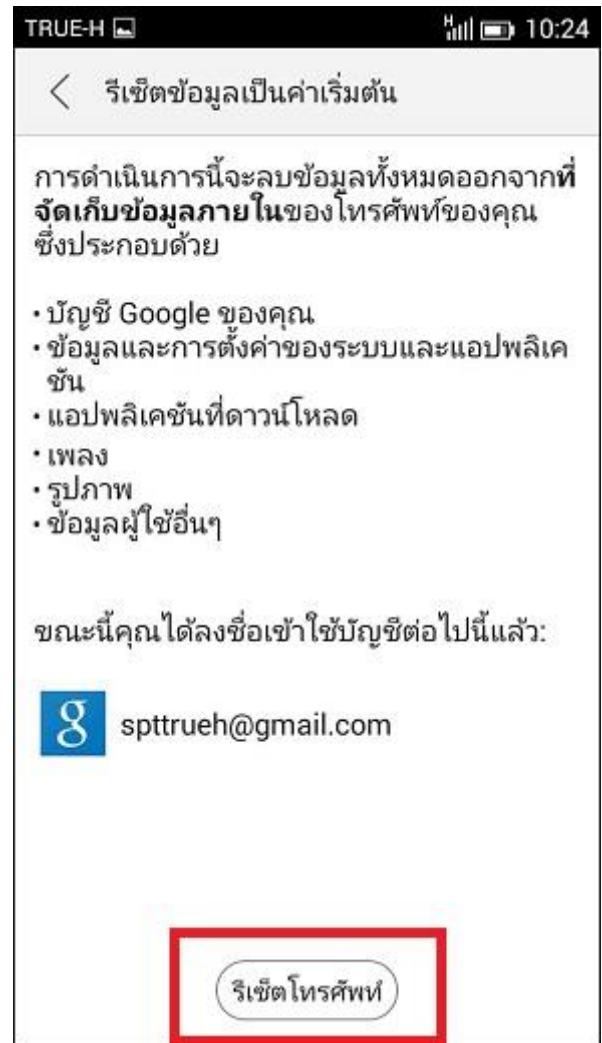 TRUE-H
H 10:24
รีเซ็ตข้อมูลเป็นค่าเริ่มต้น
การดำเนินการนี้จะลบข้อมูลทั้งหมดออกจากที่
จัดเก็บข้อมูลภายในของโทรศัพท์ของคุณ
ซึ่งประกอบด้วย
• บัญชี Google ของคุณ
• ข้อมูลและการตั้งค่าของระบบและแอปพลิเค
ชัน
• แอปพลิเคชันที่ดาวน์โหลด
• เพลง
• รูปภาพ
• ข้อมูลผู้ใช้อื่นๆ
ขณะนี้คุณได้ลงชื่อเข้าใช้บัญชีต่อไปนี้แล้ว:
g spttrueh@gmail.com
รีเซ็ตโทรศัพท์